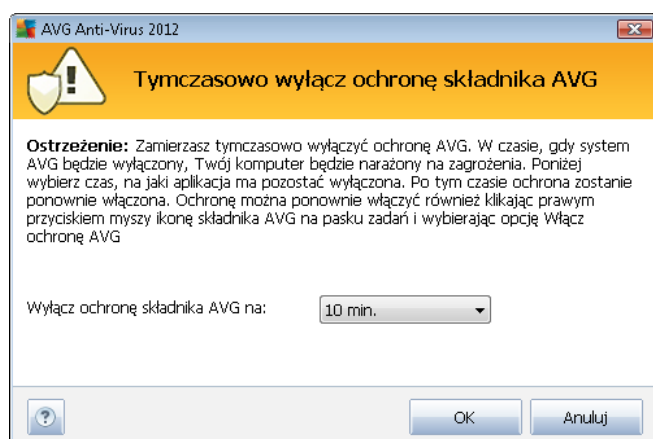 AVG Anti-Virus 2012
Tymczasowo wyłącz ochronę składnika AVG
Ostrzeżenie: Zamierzasz tymczasowo wyłączyć ochronę AVG. W czasie, gdy system
AVG będzie wyłączony, Twój komputer będzie narażony na zagrożenia. Poniżej
wybierz czas, na jaki aplikacja ma pozostać wyłączona. Po tym czasie ochrona zostanie
ponownie włączona. Ochronę można ponownie włączyć również klikając prawym
przyciskiem myszy ikonę składnika AVG na pasku zadań i wybierając opcję Włącz
ochronę AVG
Wyłącz ochronę składnika AVG na: 10 min.
? OK Anuluj